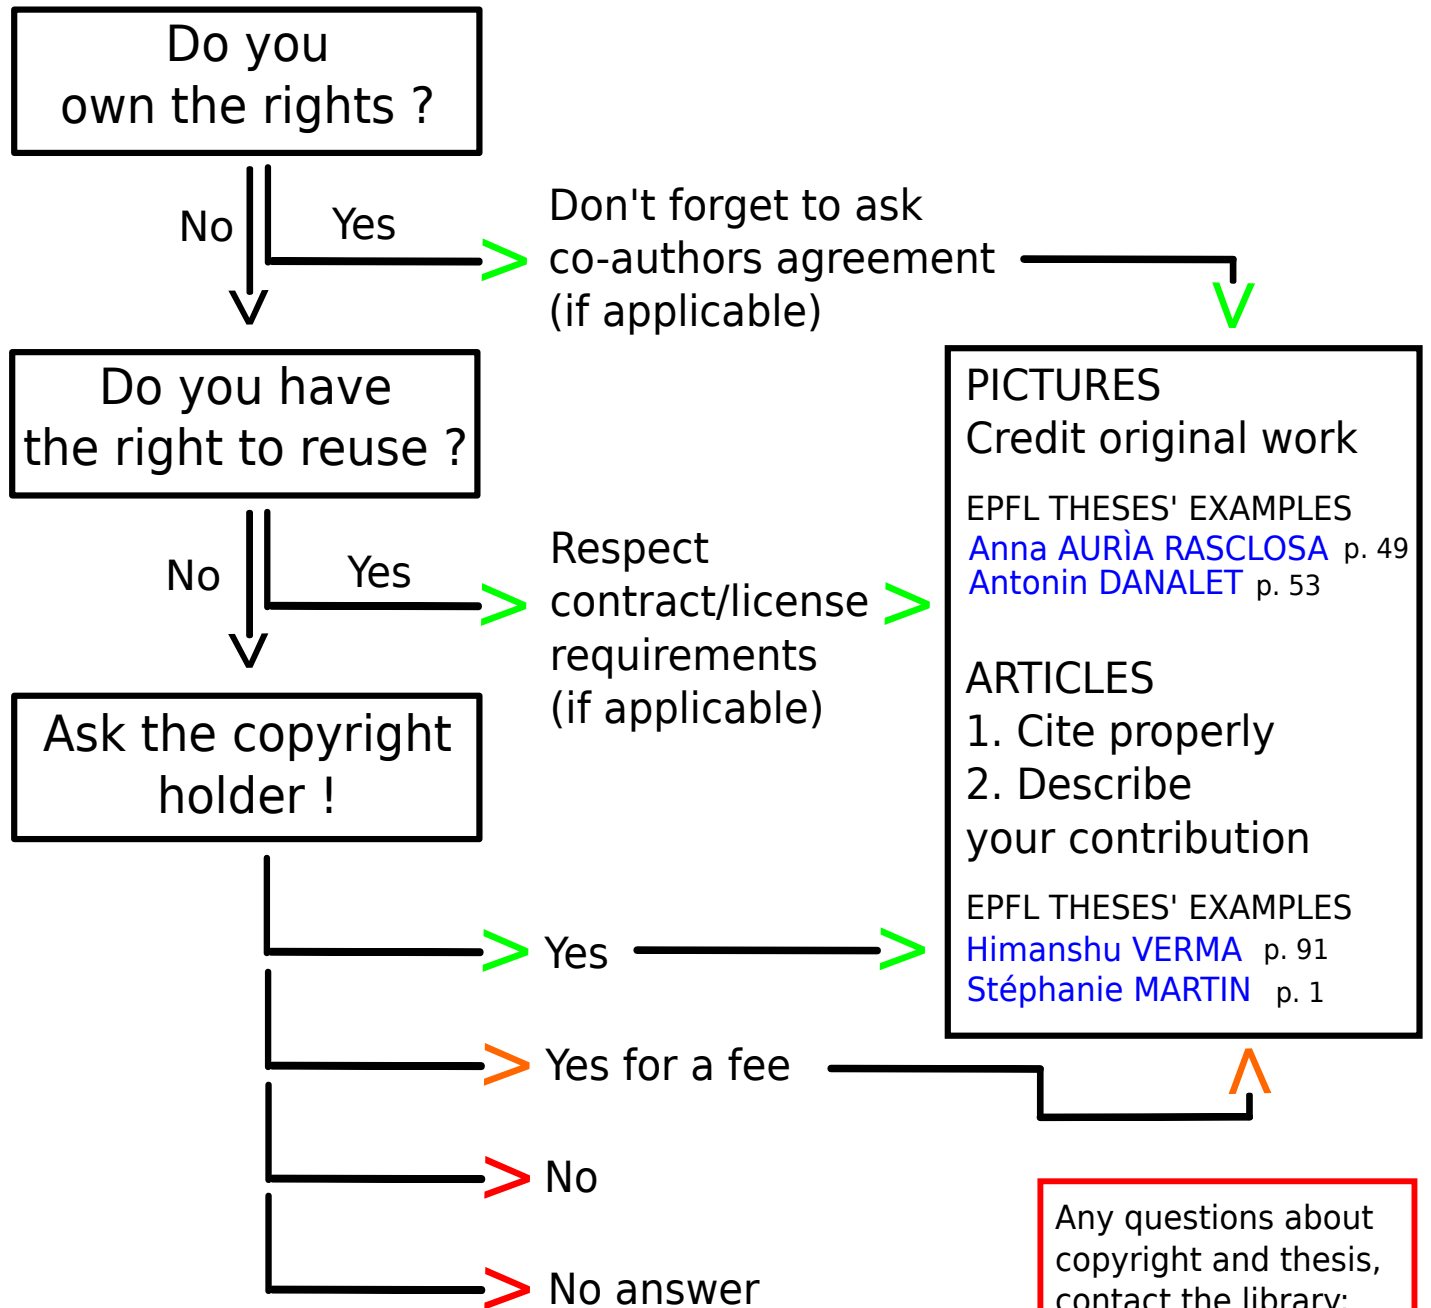 Do you
own the rights ?
No
Yes
Don't forget to ask
co-authors agreement
(if applicable)
Do you have
the right to reuse ?
No
Yes
Respect
contract/license
requirements
(if applicable)
PICTURES
Credit original work
EPFL THESES' EXAMPLES
Anna AURÌA RASCLOSA p. 49
Antonin DANALET p. 53
ARTICLES
1. Cite properly
2. Describe
your contribution
EPFL THESES' EXAMPLES
Himanshu VERMA p. 91
Stéphanie MARTIN p. 1
Ask the copyright
holder !
Yes
Yes for a fee
No
No answer
Any questions about
copyright and thesis,
contact the library: